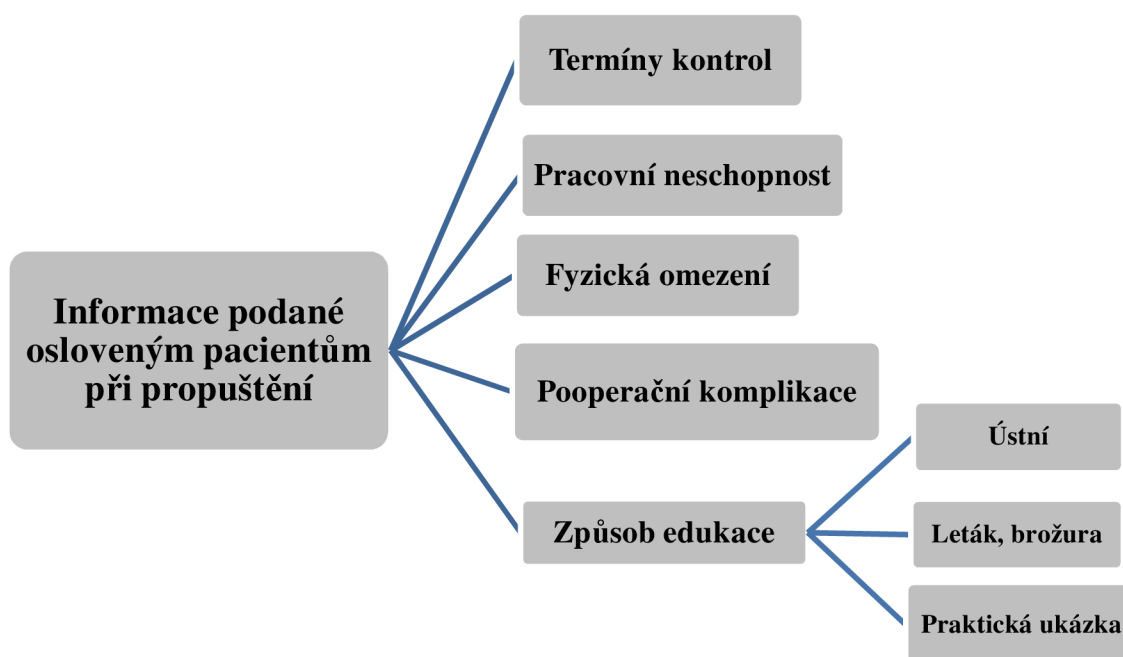 Termíny kontrol
Pracovní neschopnost
Fyzická omezení
Informace podané
osloveným pacientům
při propuštění
Pooperační komplikace
Způsob edukace
Ústní
Leták, brožura
Praktická ukázka